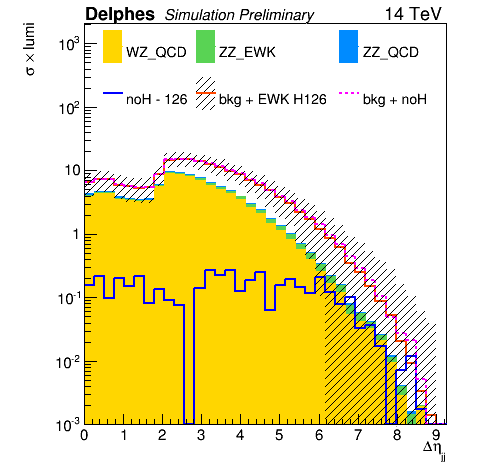 Delphes Simulation Preliminary 14 TeV
σ × lumi
WZ_QCD ZZ_EWK ZZ_QCD
noH - 126 bkg + EWK H126 bkg + noH
10³
10²
10
1
10⁻¹
10⁻²
10⁻³
0 1 2 3 4 5 6 7 8 9
Δη_jj